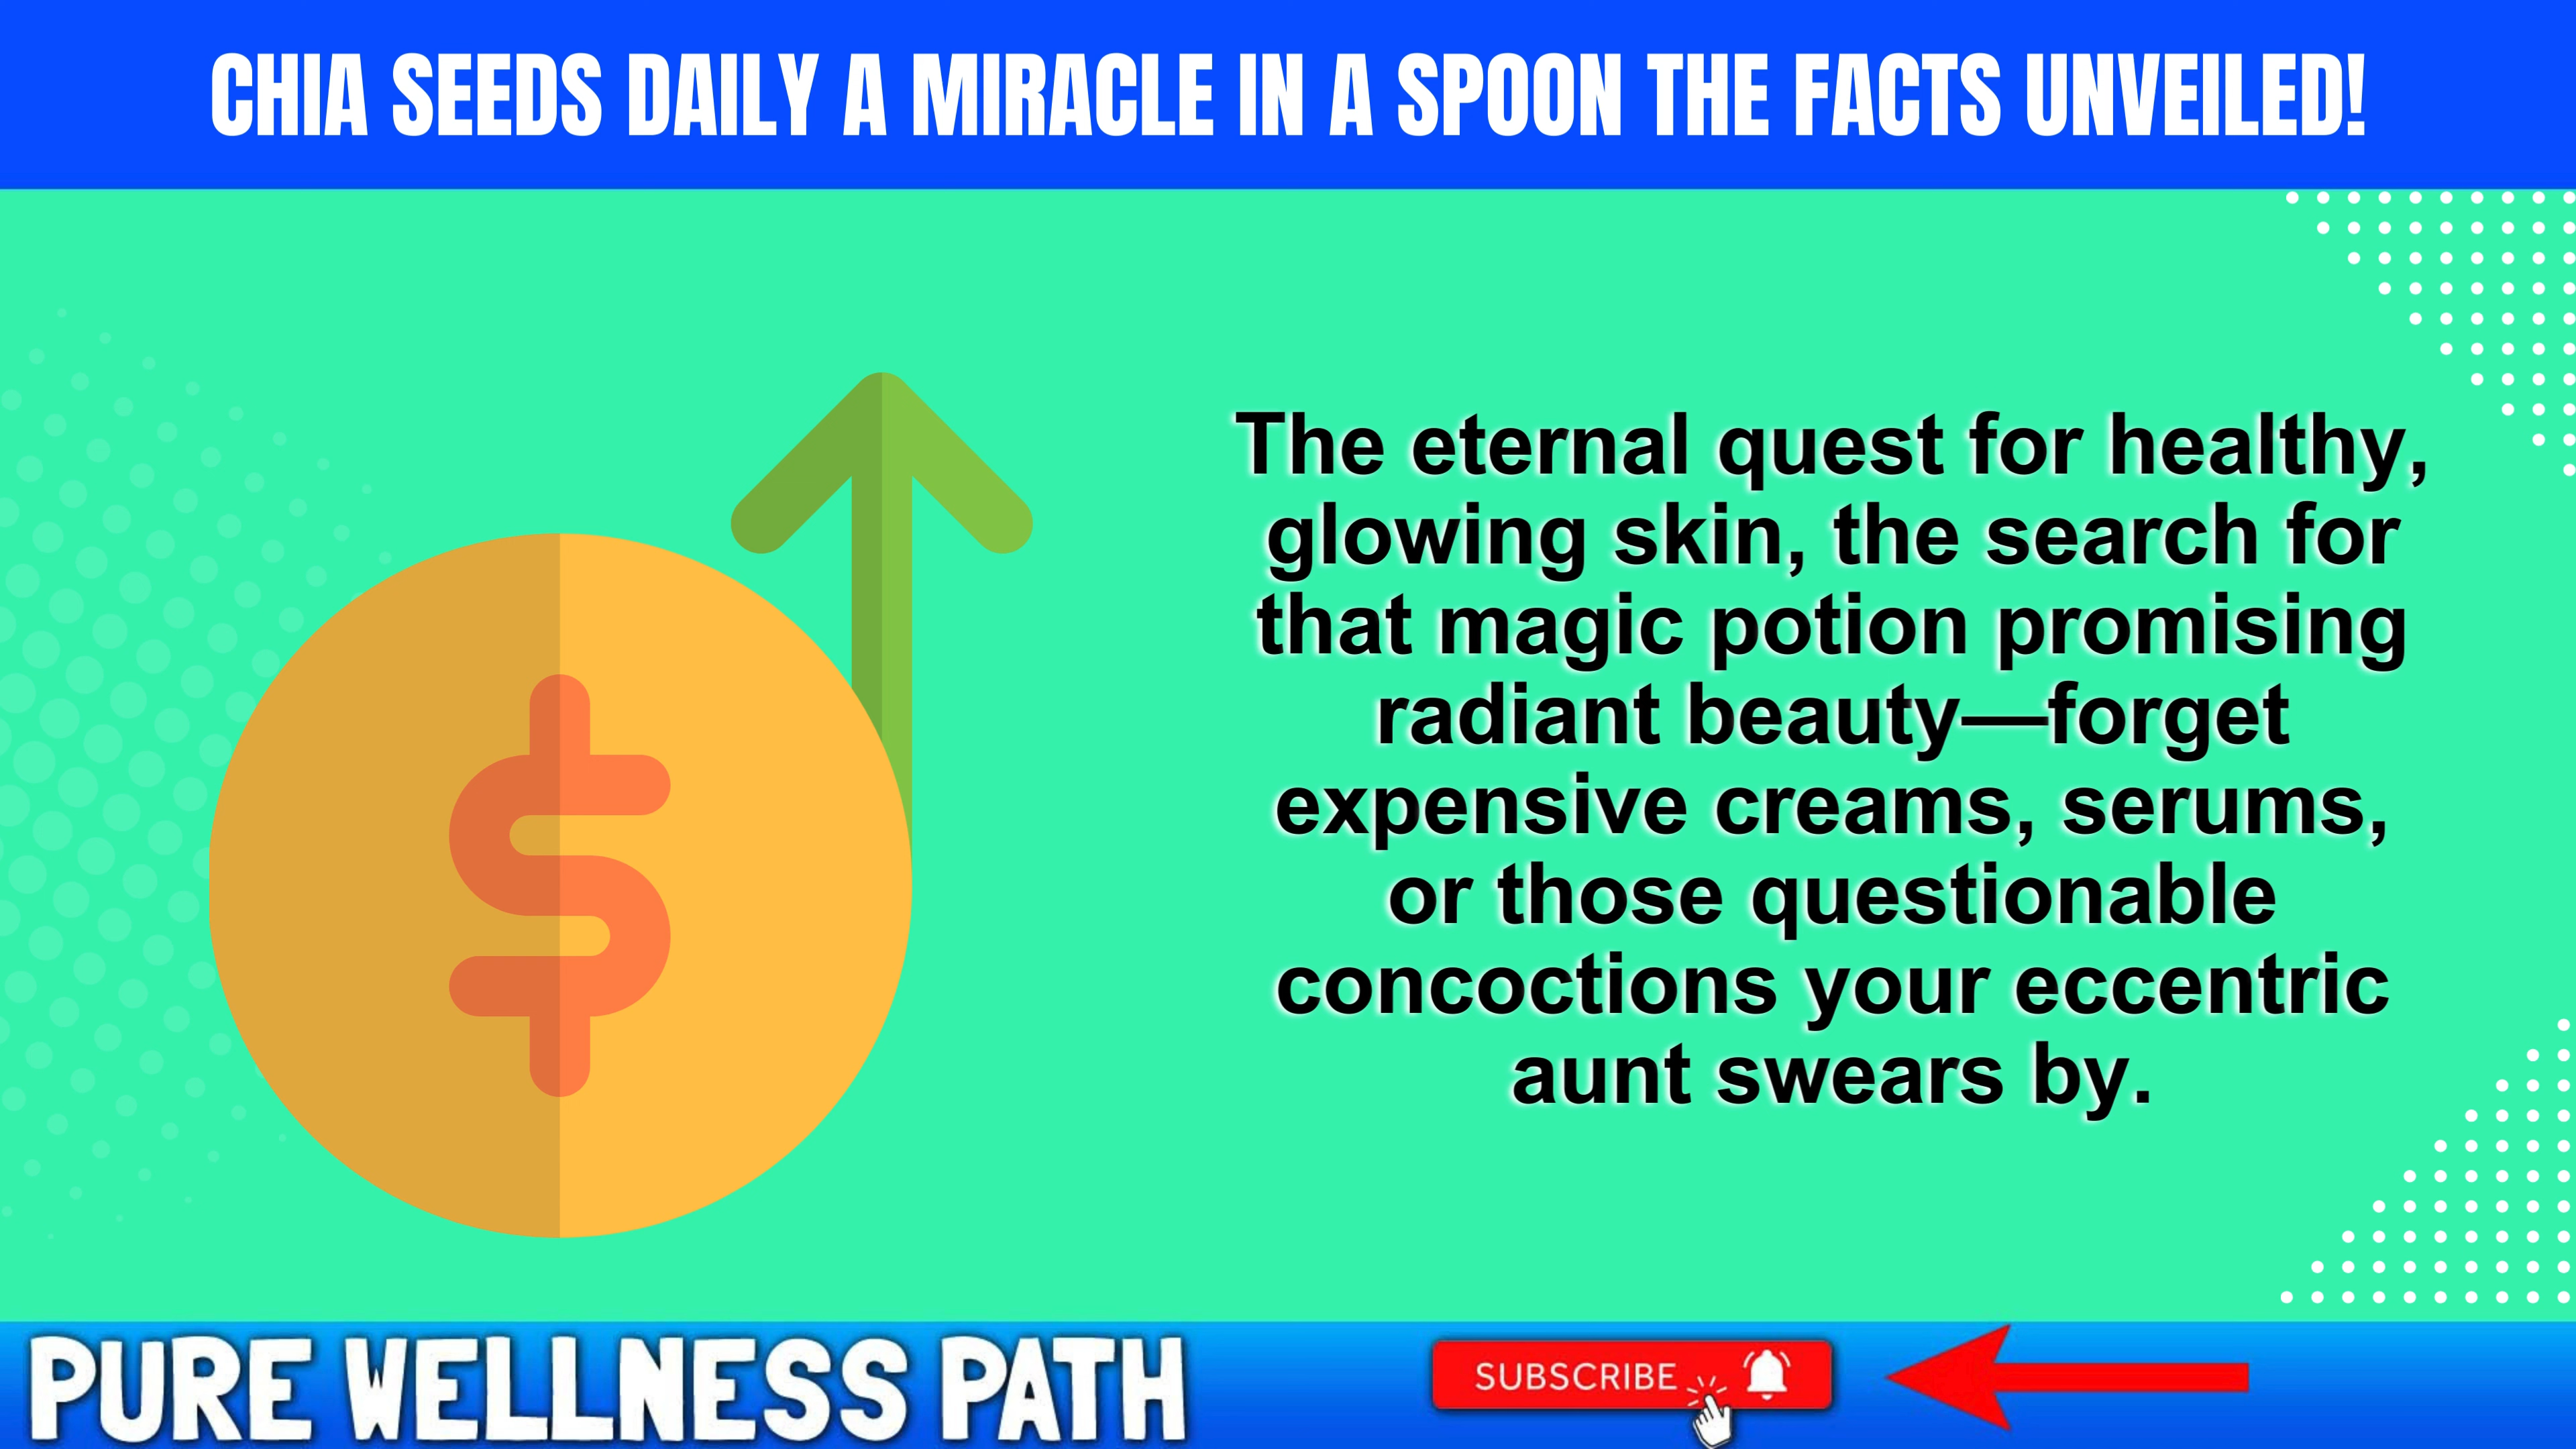 CHIA SEEDS DAILY A MIRACLE IN A SPOON THE FACTS UNVEILED!
The eternal quest for healthy,
glowing skin, the search for
that magic potion promising
radiant beauty—forget
expensive creams, serums,
or those questionable
concoctions your eccentric
aunt swears by.
$
PURE WELLNESS PATH
SUBSCRIBE